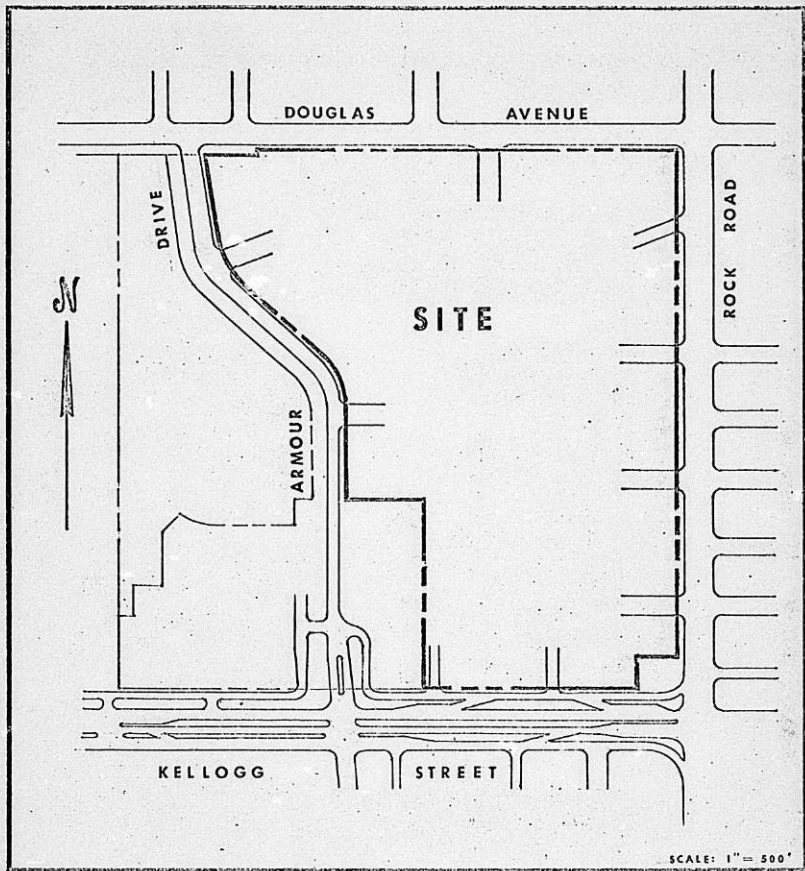 DOUGLAS AVENUE
DRIVE
ROCK ROAD
N
SITE
ARMOUR
KELLOGG STREET
SCALE: 1" = 500'